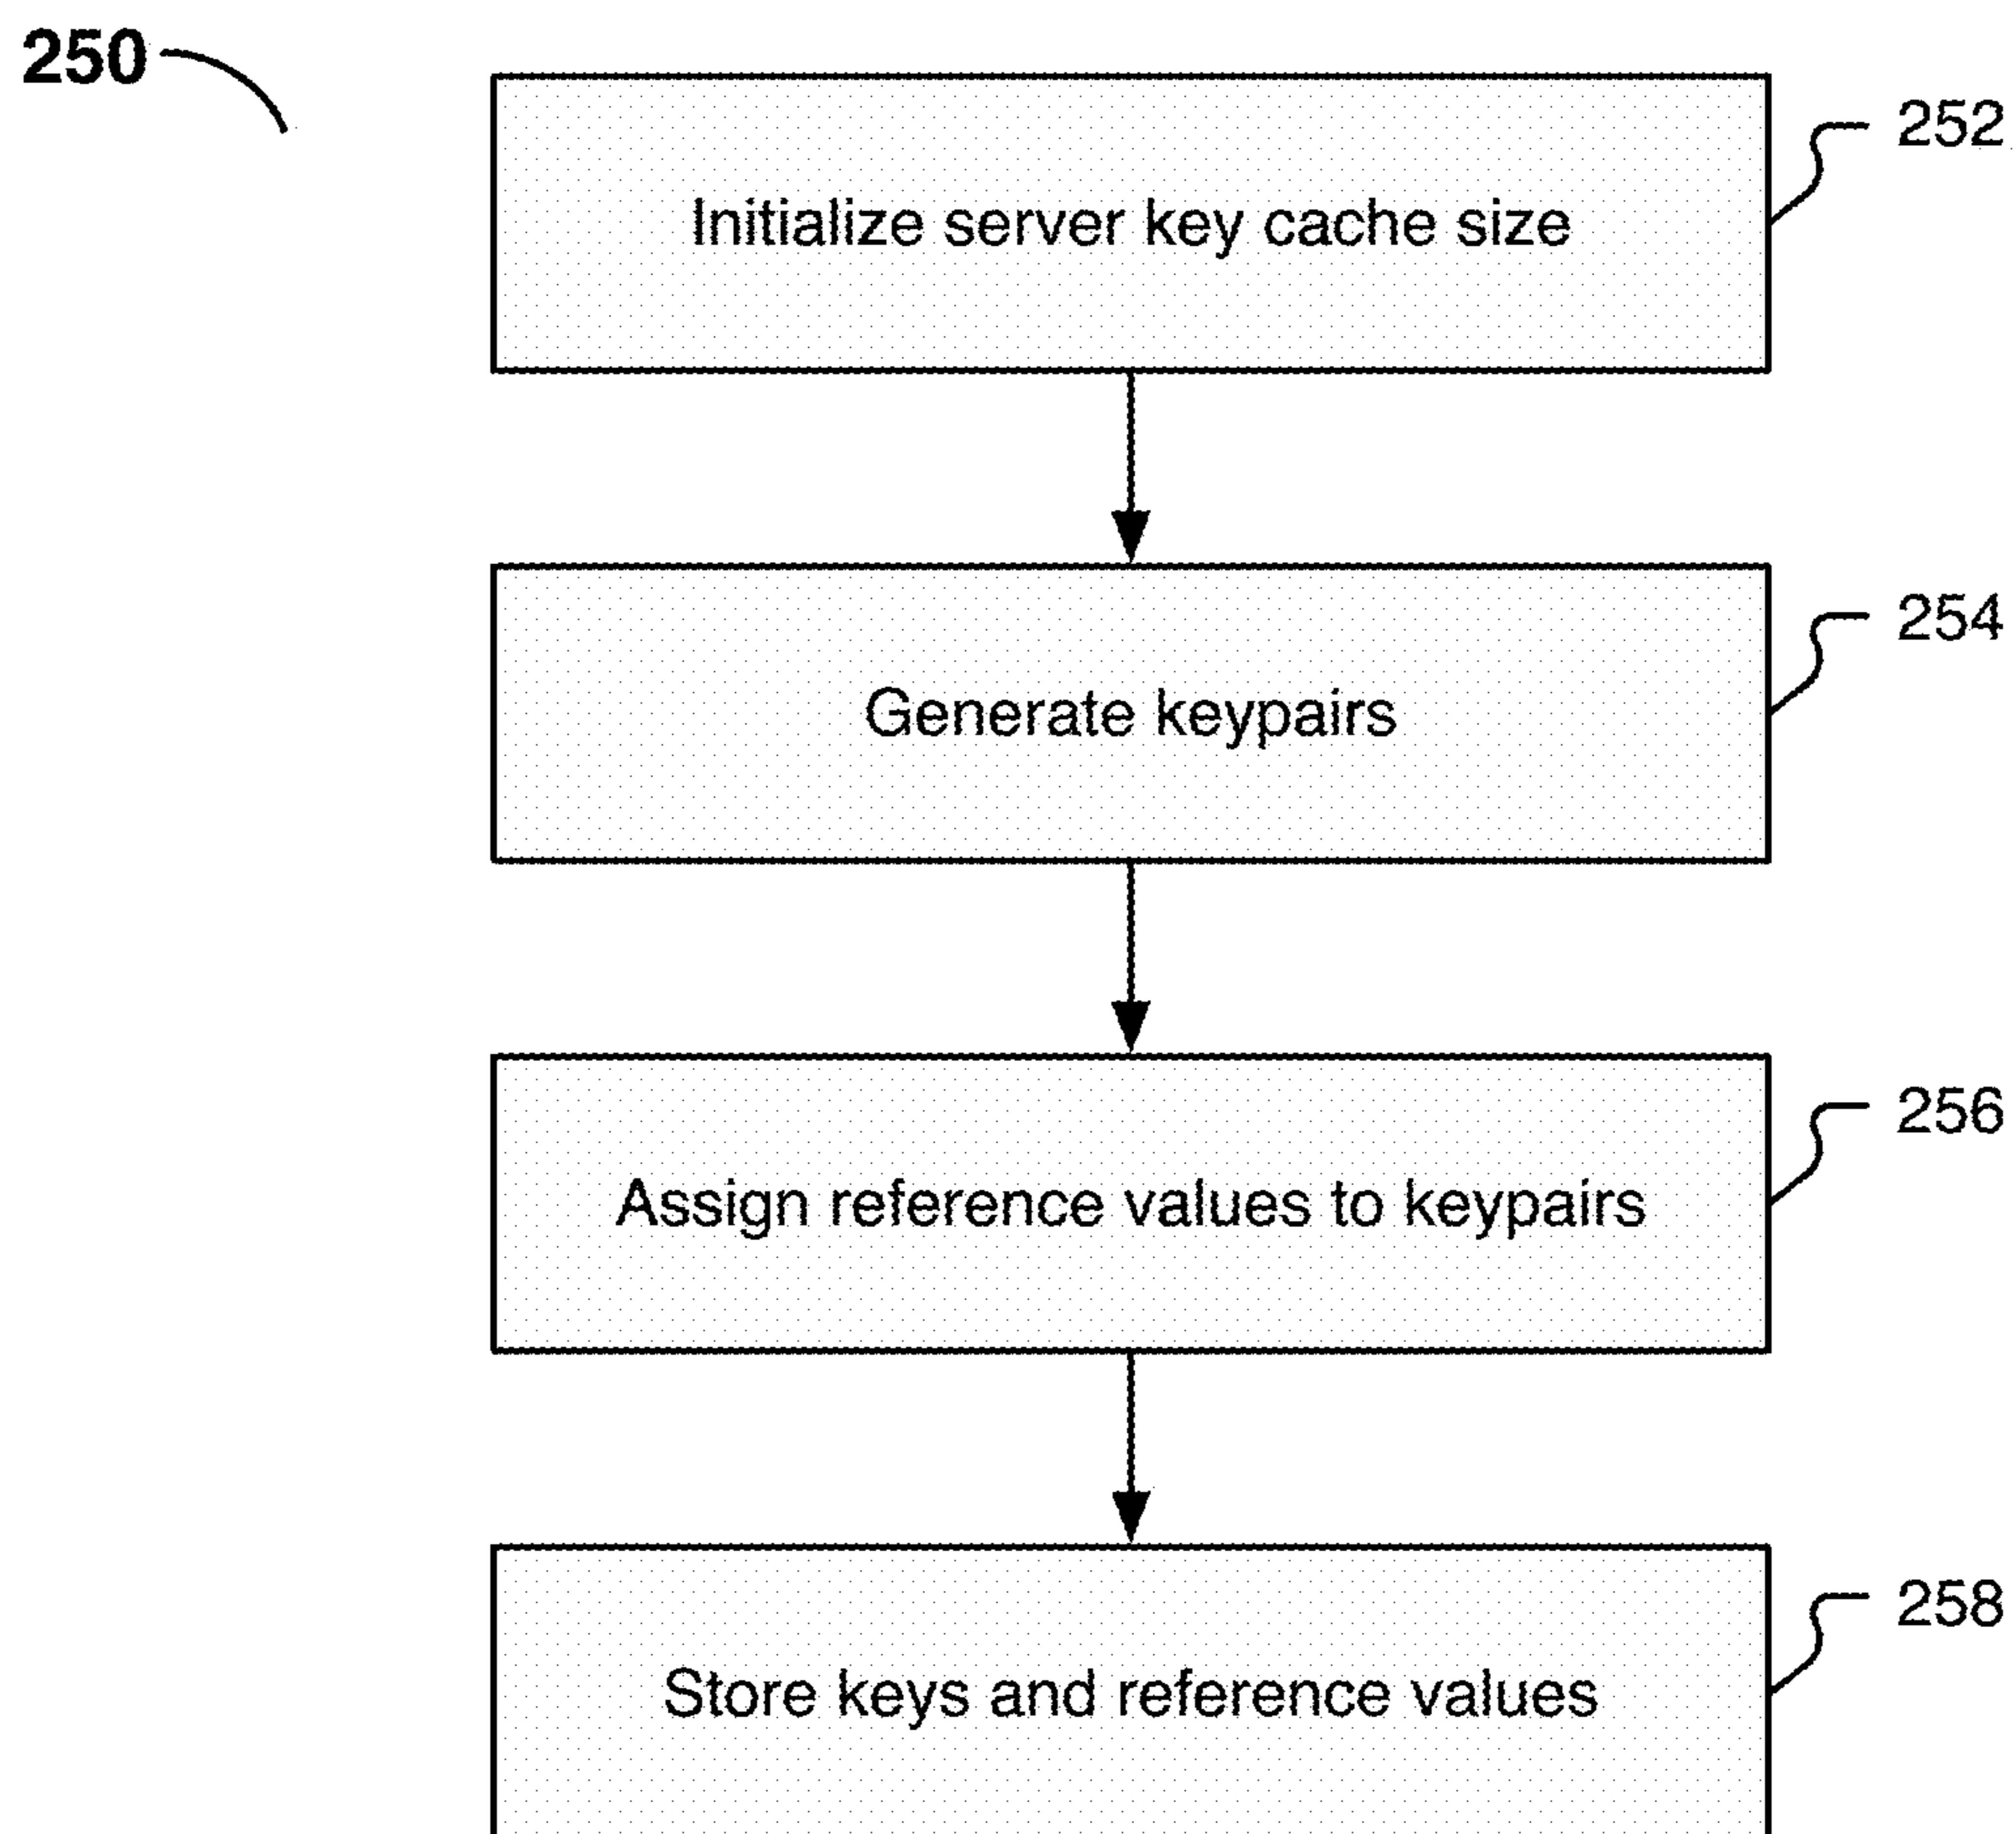 250
252
Initialize server key cache size
254
Generate keypairs
256
Assign reference values to keypairs
258
Store keys and reference values